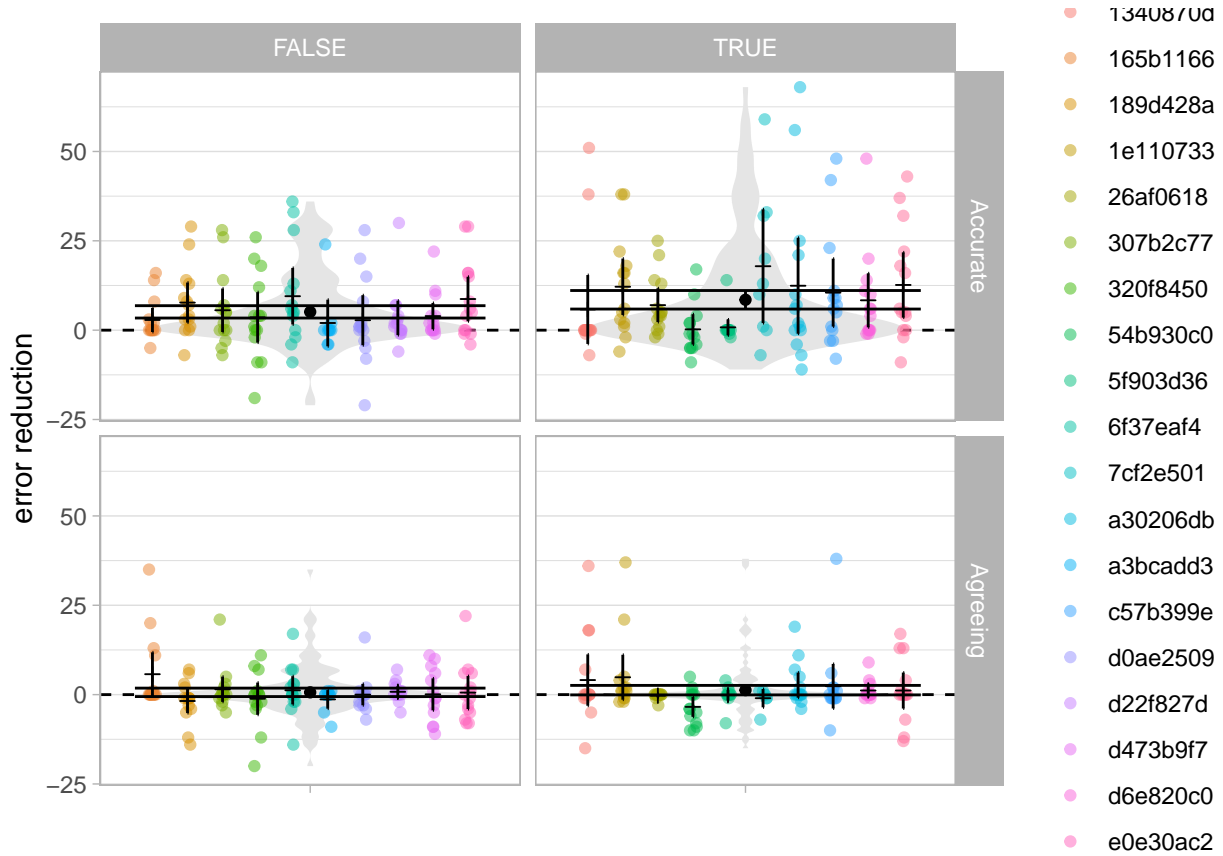 FALSE
TRUE
error reduction
50
25
0
−25
50
25
0
−25
Accurate
Agreeing
1340870d
165b1166
189d428a
1e110733
26af0618
307b2c77
320f8450
54b930c0
5f903d36
6f37eaf4
7cf2e501
a30206db
a3bcadd3
c57b399e
d0ae2509
d22f827d
d473b9f7
d6e820c0
e0e30ac2